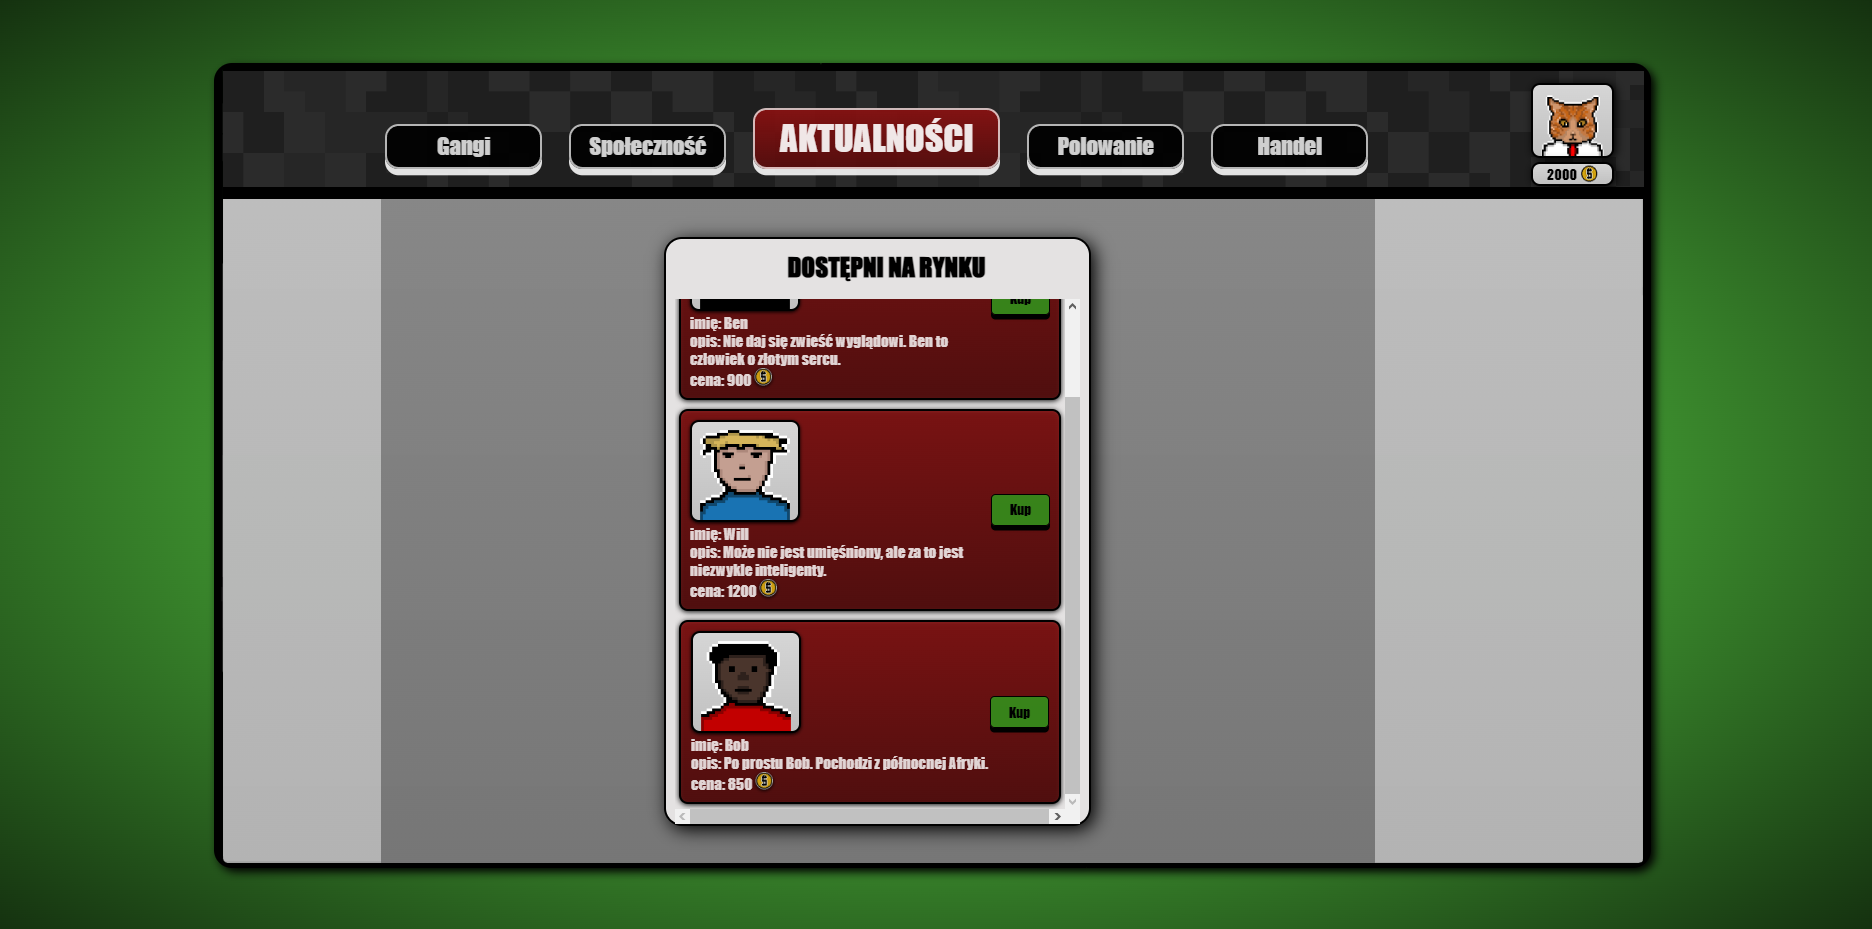 Gangi
Społeczność
AKTUALNOŚCI
Polowanie
Handel
2000
DOSTĘPNI NA RYNKU
Kup
imię: Ben
opis: Nie daj się zwieść wyglądowi. Ben to
człowiek o złotym sercu.
cena: 900
Kup
imię: Will
opis: Może nie jest umięśniony, ale za to jest
niezwykle inteligenty.
cena: 1200
Kup
imię: Bob
opis: Po prostu Bob. Pochodzi z północnej Afryki.
cena: 850